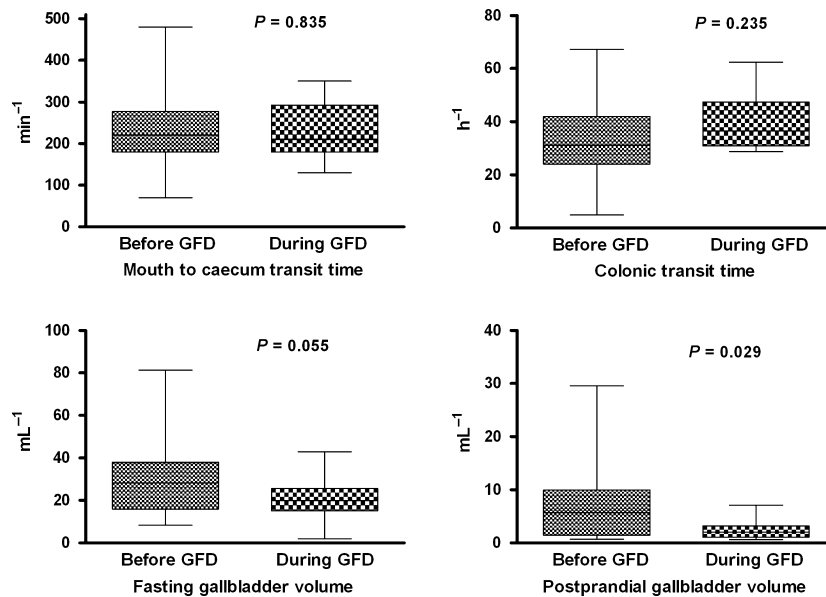 500
400
300
200
100
0
min⁻¹
P = 0.835
Before GFD During GFD
Mouth to caecum transit time
80
60
40
20
0
h⁻¹
P = 0.235
Before GFD During GFD
Colonic transit time
100
80
60
40
20
0
mL⁻¹
P = 0.055
Before GFD During GFD
Fasting gallbladder volume
40
30
20
10
0
mL⁻¹
P = 0.029
Before GFD During GFD
Postprandial gallbladder volume